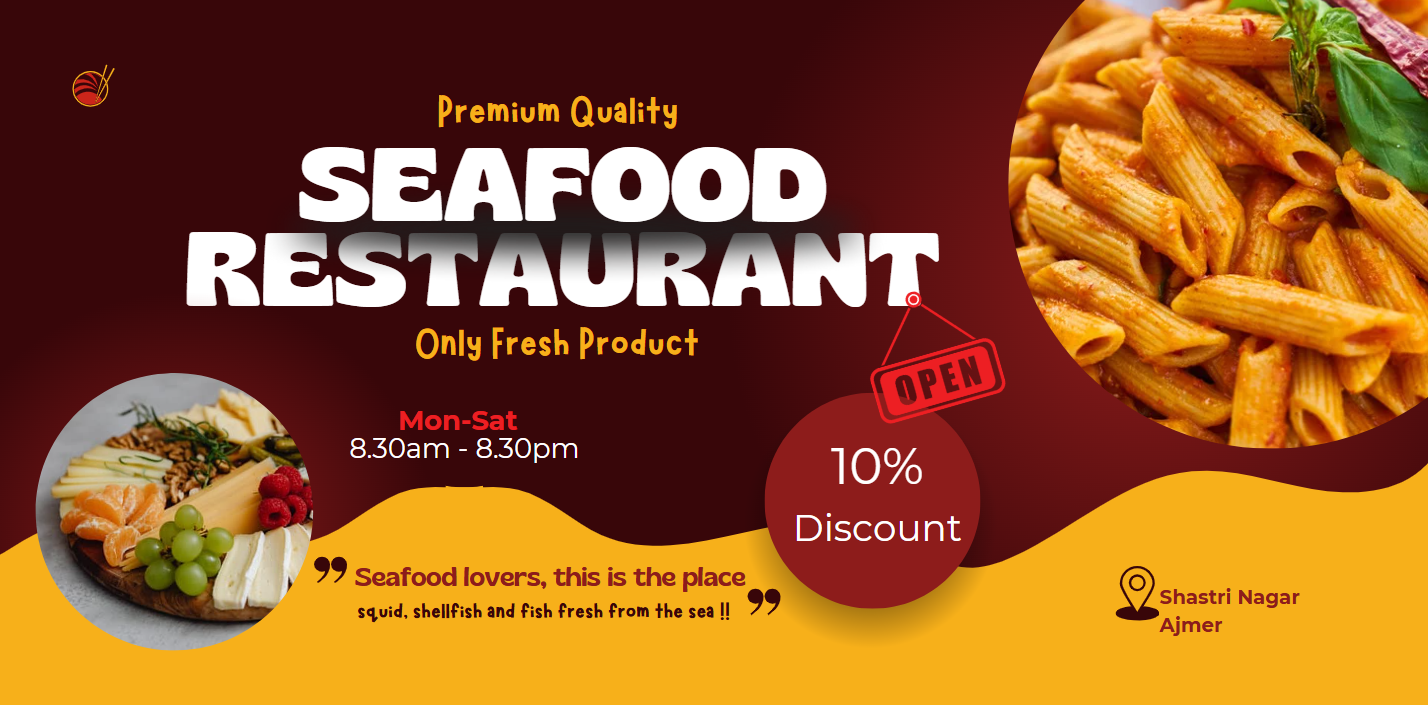 Premium Quality
SEAFOOD
RESTAURANT
Only Fresh Product
OPEN
Mon-Sat
8.30am - 8.30pm
10%
Discount
❞ Seafood lovers, this is the place
squid, shellfish and fish fresh from the sea !! ❞
Shastri Nagar
Ajmer